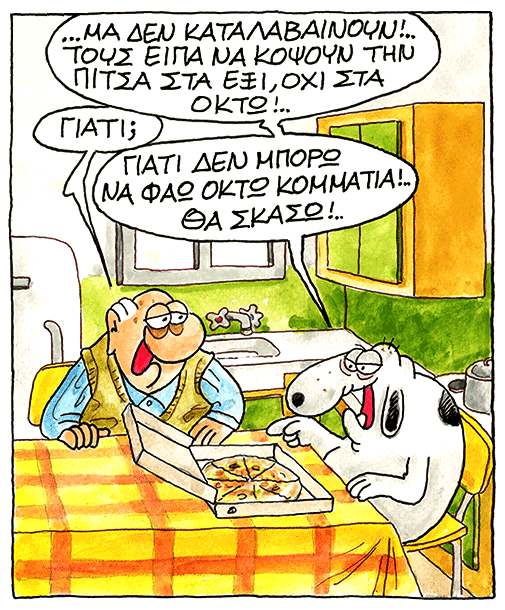 ...ΜΑ ΔΕΝ ΚΑΤΑΛΑΒΑΙΝΟΥΝ!..
ΤΟΥΣ ΕΙΠΑ ΝΑ ΚΟΨΟΥΝ ΤΗΝ
ΠΙΤΣΑ ΣΤΑ ΕΞΙ, ΟΧΙ ΣΤΑ
ΟΚΤΩ!..
ΓΙΑΤΙ;
ΓΙΑΤΙ ΔΕΝ ΜΠΟΡΩ
ΝΑ ΦΑΩ ΟΚΤΩ ΚΟΜΜΑΤΙΑ!..
ΘΑ ΣΚΑΣΩ!..